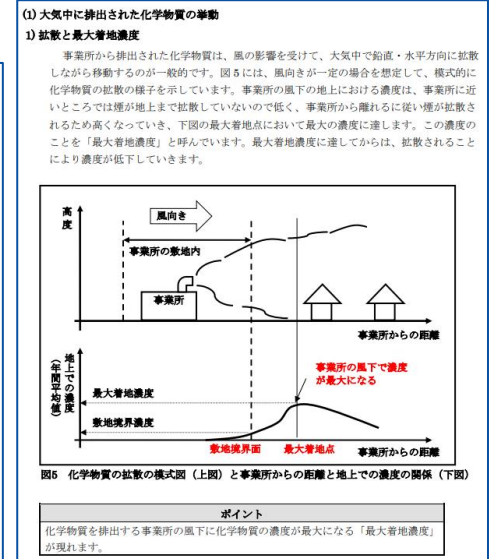 (1) 大気中に排出された化学物質の挙動
1) 拡散と最大着地濃度
事業所から排出された化学物質は、風の影響を受けて、大気中で鉛直・水平方向に拡散
しながら移動するのが一般的です。図5には、風向きが一定の場合を想定して、模式的に
化学物質の拡散の様子を示しています。事業所の風下の地上における濃度は、事業所に近
いところでは煙が地上まで拡散していないので低く、事業所から離れるに従い煙が拡散さ
れるため高くなっていき、下図の最大着地点において最大の濃度に達します。この濃度の
ことを「最大着地濃度」と呼んでいます。最大着地濃度に達してからは、拡散されること
により濃度が低下していきます。
高度
風向き
事業所の敷地内
事業所
事業所からの距離
地上での濃度
(年間平均値)
事業所の風下で濃度
が最大になる
最大着地濃度
敷地境界濃度
敷地境界面
最大着地点
事業所からの距離
図5 化学物質の拡散の模式図（上図）と事業所からの距離と地上での濃度の関係（下図）
ポイント
化学物質を排出する事業所の風下に化学物質の濃度が最大になる「最大着地濃度」
が現れます。